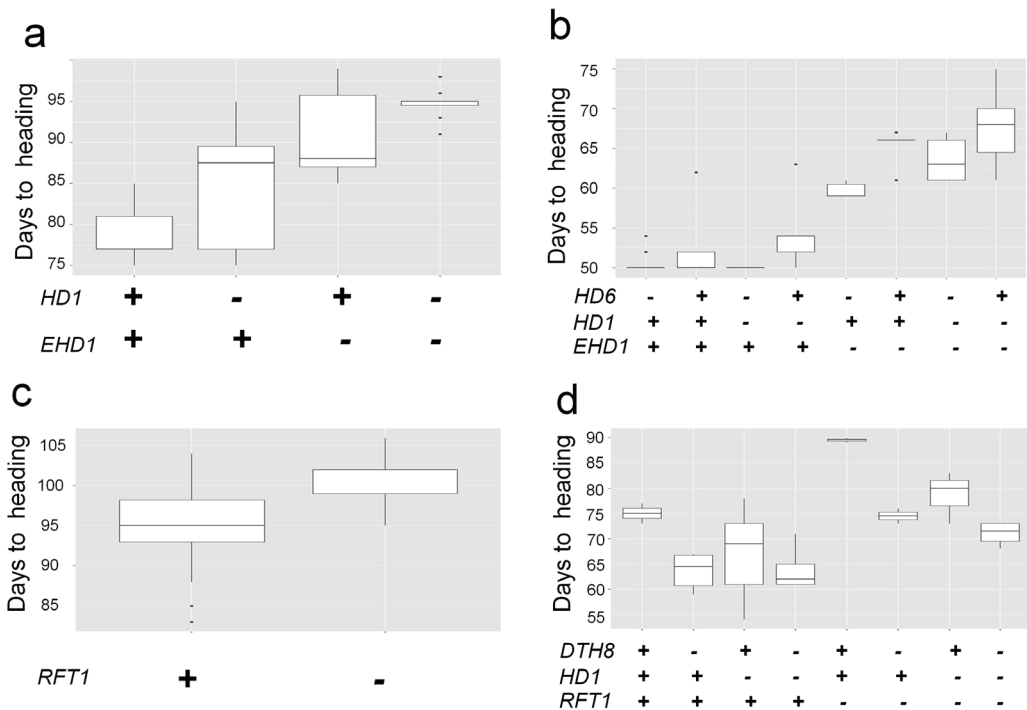 a
Days to heading
95
90
85
80
75
HD1 + - + -
EHD1 + + - -
b
Days to heading
75
70
65
60
55
50
HD6 - + - + - + - +
HD1 + + - - + + - -
EHD1 + + + + - - - -
c
Days to heading
105
100
95
90
85
RFT1 + -
d
Days to heading
90
85
80
75
70
65
60
55
DTH8 + - + - + - + -
HD1 + + - - + + - -
RFT1 + + + + - - - -